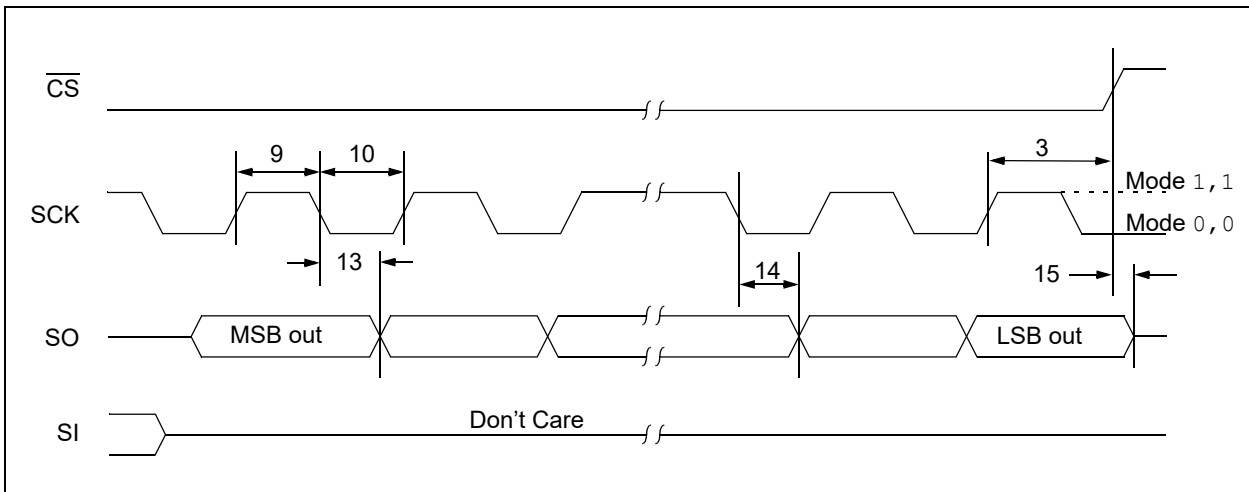 CS
9 10 3
Mode 1,1
SCK
Mode 0,0
13 14 15
SO MSB out LSB out
Don't Care
SI